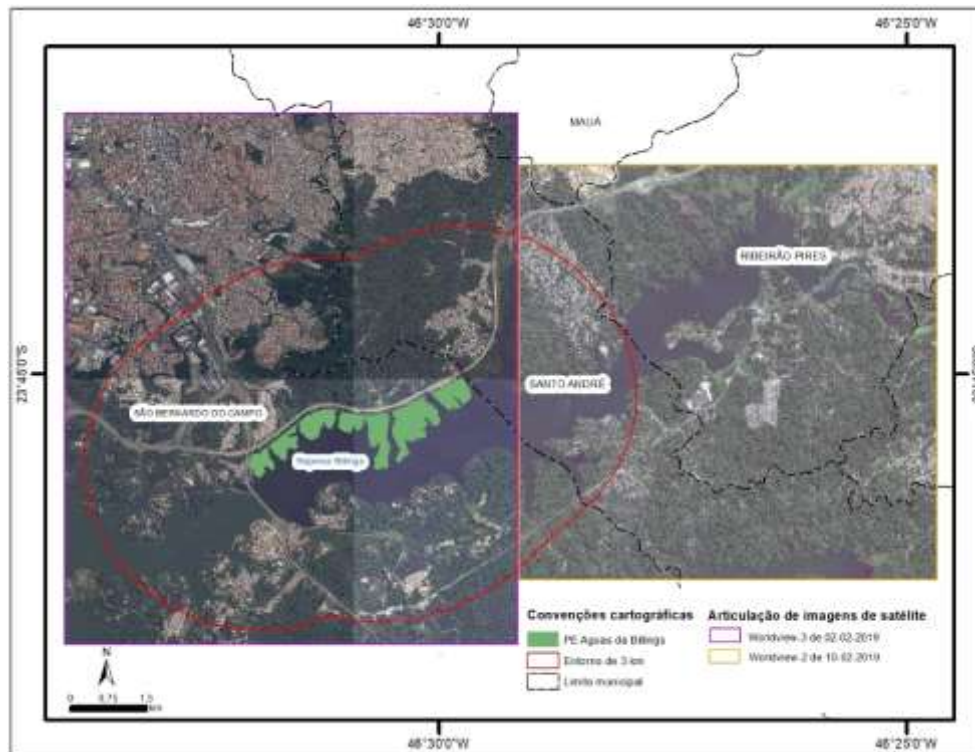 46°30'0"W
46°25'0"W
MAUÁ
RIBEIRÃO PIRES
23°45'0"S
SANTO ANDRÉ
SÃO BERNARDO DO CAMPO
Represa Billings
Convenções cartográficas
PE Aguas da Billings
Entorno de 3 km
Limite municipal
Articulação de imagens de satélite
Worldview-3 de 02-02-2019
Worldview-2 de 10-02-2019
N
0 0,75 1,5
km
46°30'0"W
46°25'0"W